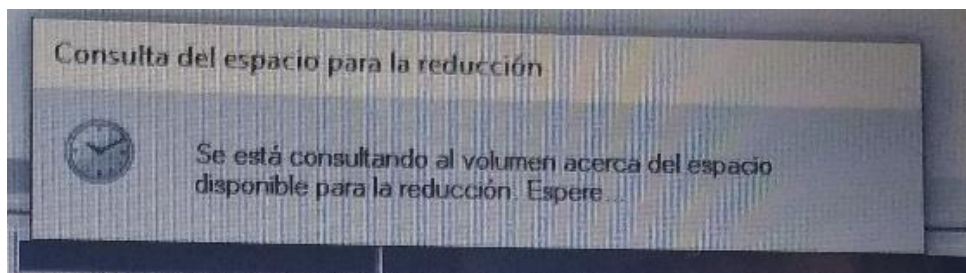 Consulta del espacio para la reducción
Se está consultando al volumen acerca del espacio
disponible para la reducción. Espere...